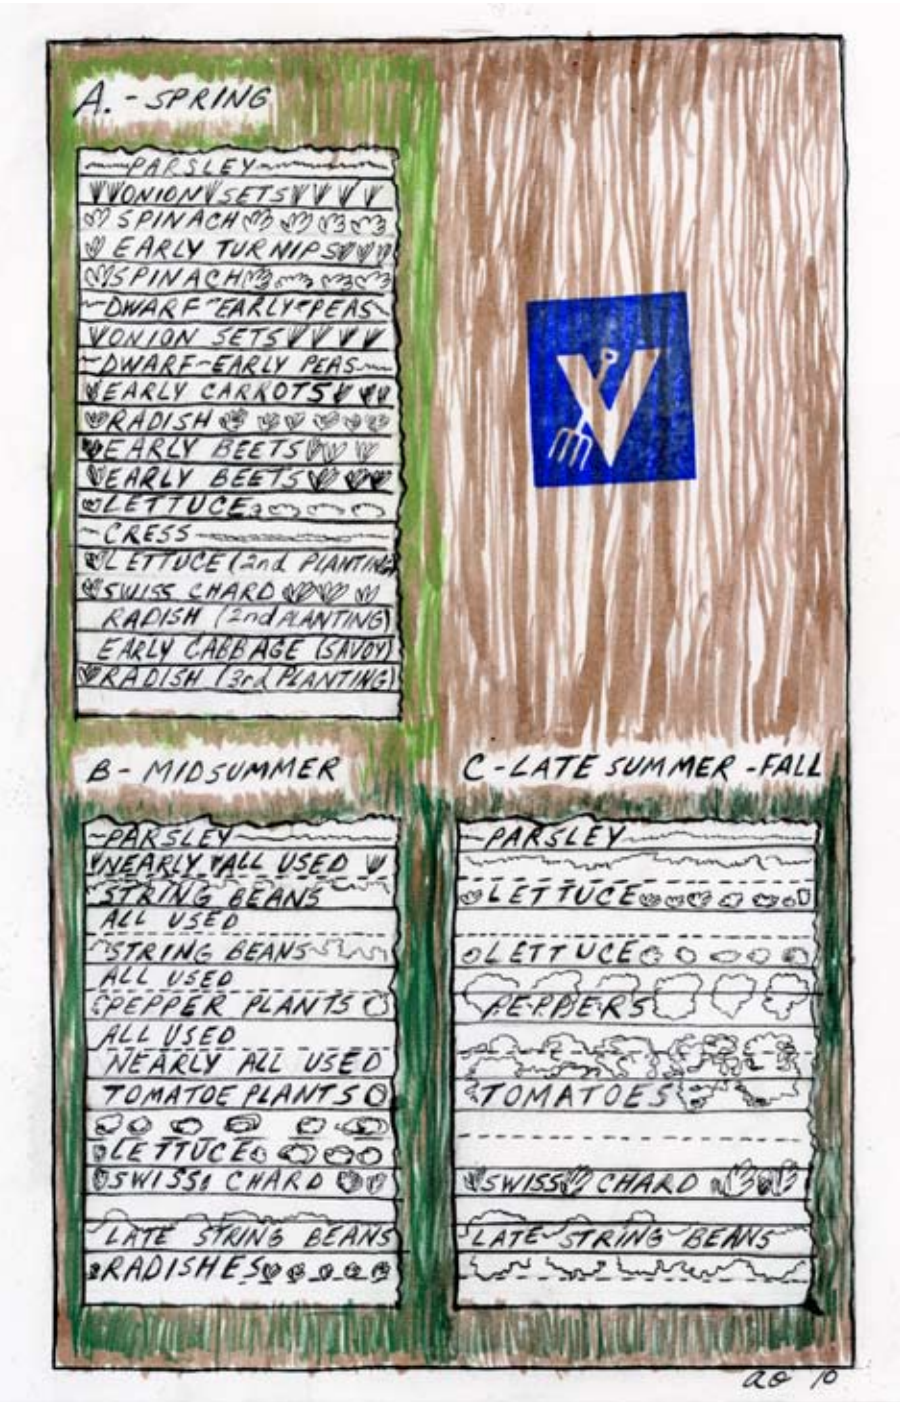 A. - SPRING
PARSLEY
ONION SETS
SPINACH
EARLY TURNIPS
SPINACH
DWARF EARLY PEAS
ONION SETS
DWARF-EARLY PEAS
EARLY CARROTS
RADISH
EARLY BEETS
EARLY BEETS
LETTUCE
CRESS
LETTUCE (2nd PLANTING)
SWISS CHARD
RADISH (2nd PLANTING)
EARLY CABBAGE (SAVOY)
RADISH (3rd PLANTING)
V
B - MIDSUMMER
PARSLEY
NEARLY ALL USED
STRING BEANS
ALL USED
STRING BEANS
ALL USED
PEPPER PLANTS
ALL USED
NEARLY ALL USED
TOMATOE PLANTS
LETTUCE
SWISS CHARD
LATE STRING BEANS
RADISHES
C - LATE SUMMER - FALL
PARSLEY
LETTUCE
LETTUCE
PEPPERS
TOMATOES
SWISS CHARD
LATE STRING BEANS